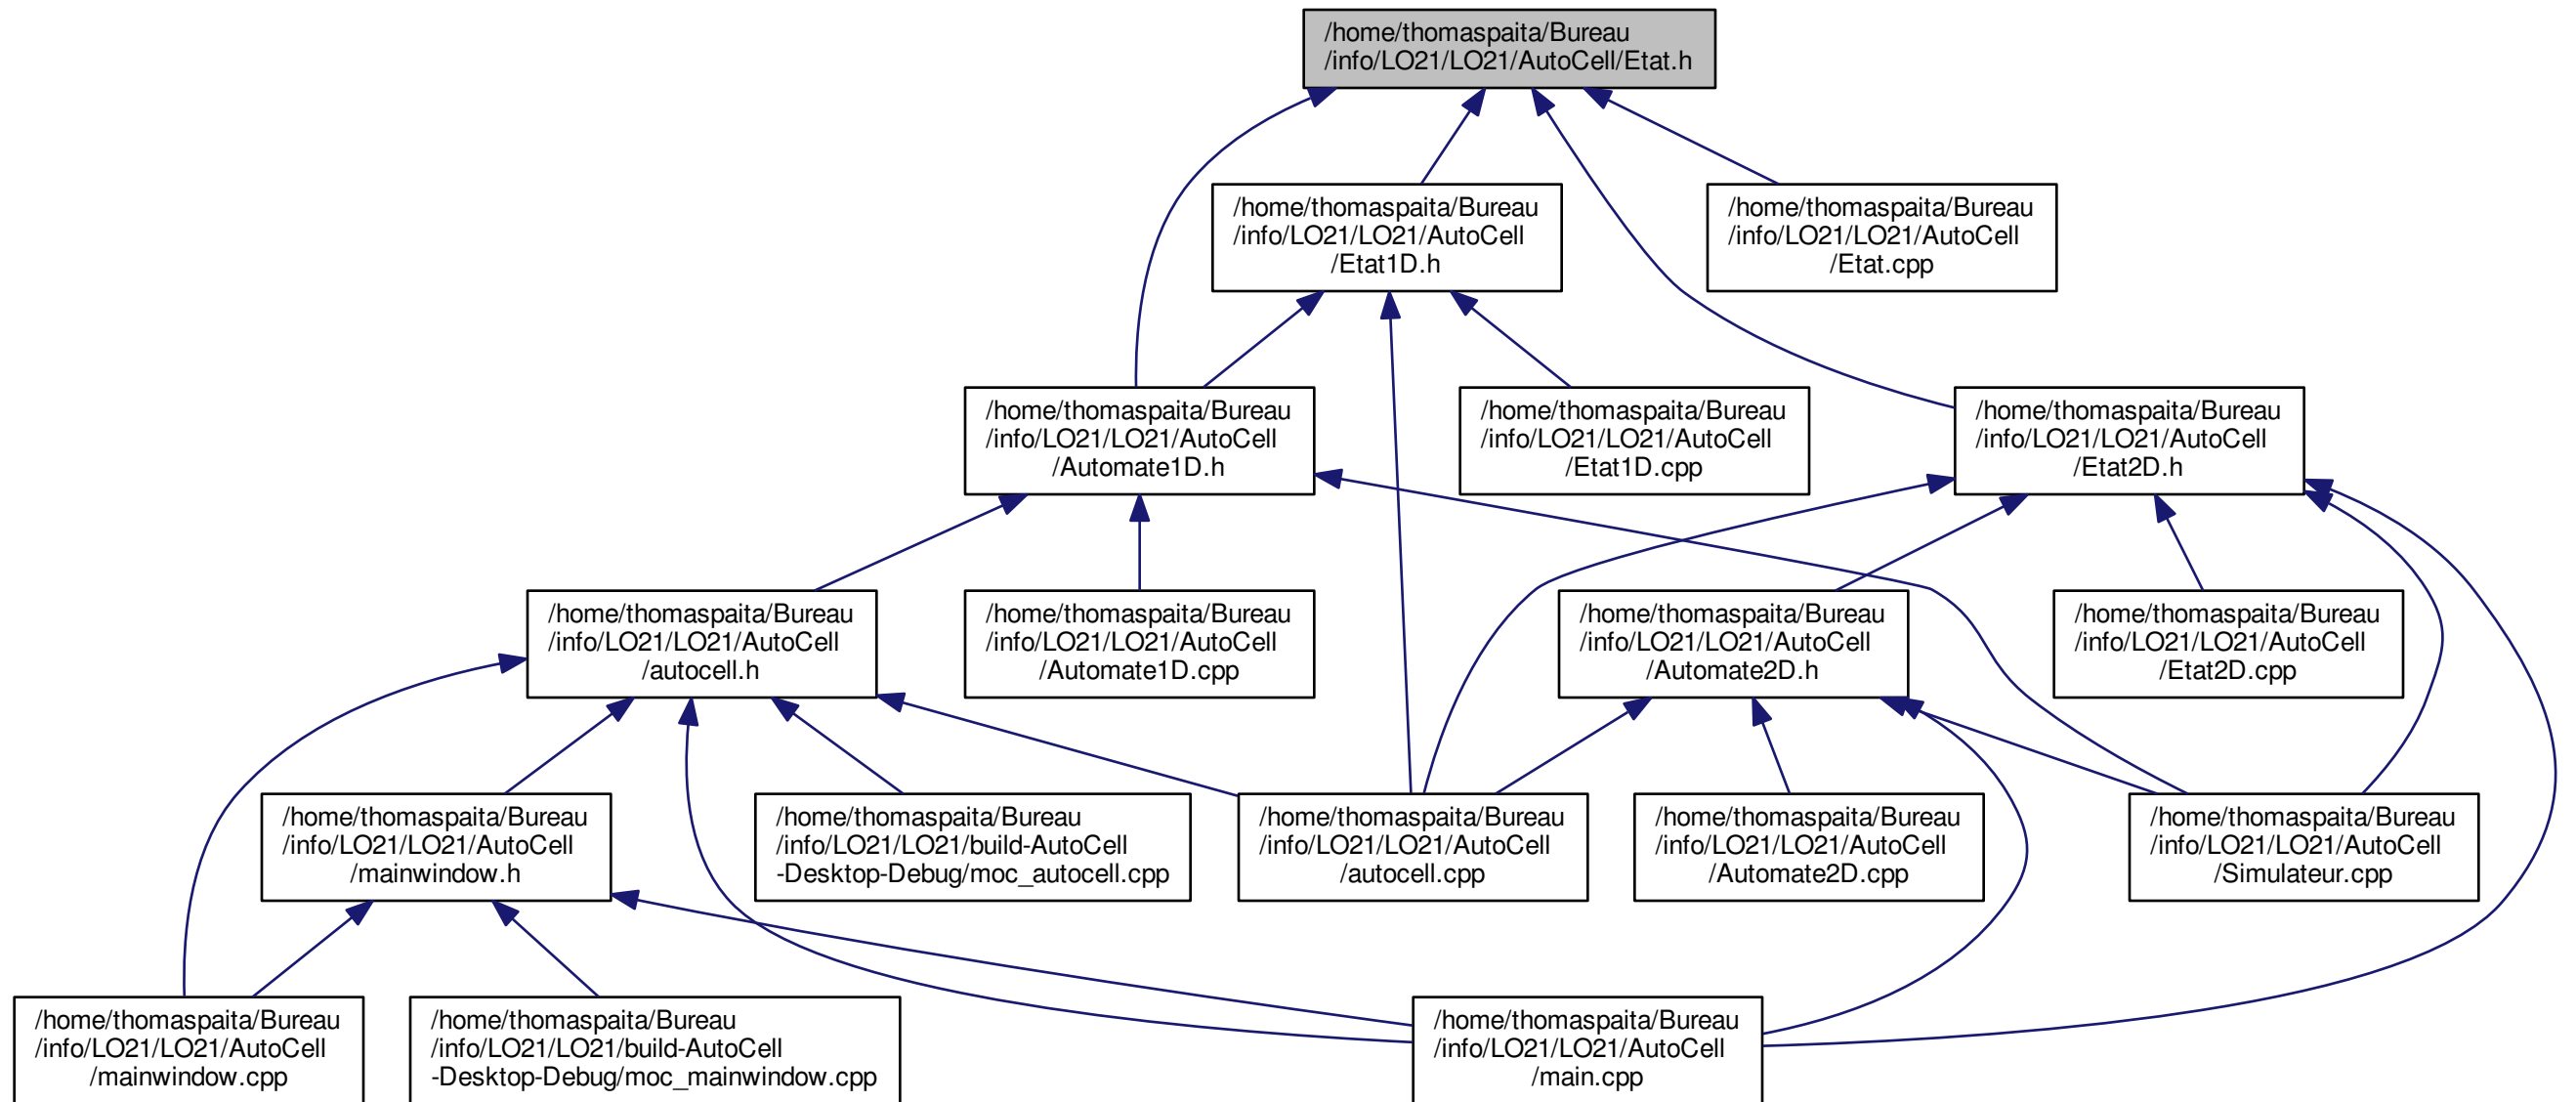 /home/thomaspaita/Bureau
/info/LO21/LO21/AutoCell/Etat.h
/home/thomaspaita/Bureau
/info/LO21/LO21/AutoCell
/Etat1D.h
/home/thomaspaita/Bureau
/info/LO21/LO21/AutoCell
/Etat.cpp
/home/thomaspaita/Bureau
/info/LO21/LO21/AutoCell
/Automate1D.h
/home/thomaspaita/Bureau
/info/LO21/LO21/AutoCell
/Etat1D.cpp
/home/thomaspaita/Bureau
/info/LO21/LO21/AutoCell
/Etat2D.h
/home/thomaspaita/Bureau
/info/LO21/LO21/AutoCell
/autocell.h
/home/thomaspaita/Bureau
/info/LO21/LO21/AutoCell
/Automate1D.cpp
/home/thomaspaita/Bureau
/info/LO21/LO21/AutoCell
/Automate2D.h
/home/thomaspaita/Bureau
/info/LO21/LO21/AutoCell
/Etat2D.cpp
/home/thomaspaita/Bureau
/info/LO21/LO21/AutoCell
/mainwindow.h
/home/thomaspaita/Bureau
/info/LO21/LO21/build-AutoCell
-Desktop-Debug/moc_autocell.cpp
/home/thomaspaita/Bureau
/info/LO21/LO21/AutoCell
/autocell.cpp
/home/thomaspaita/Bureau
/info/LO21/LO21/AutoCell
/Automate2D.cpp
/home/thomaspaita/Bureau
/info/LO21/LO21/AutoCell
/Simulateur.cpp
/home/thomaspaita/Bureau
/info/LO21/LO21/AutoCell
/mainwindow.cpp
/home/thomaspaita/Bureau
/info/LO21/LO21/build-AutoCell
-Desktop-Debug/moc_mainwindow.cpp
/home/thomaspaita/Bureau
/info/LO21/LO21/AutoCell
/main.cpp